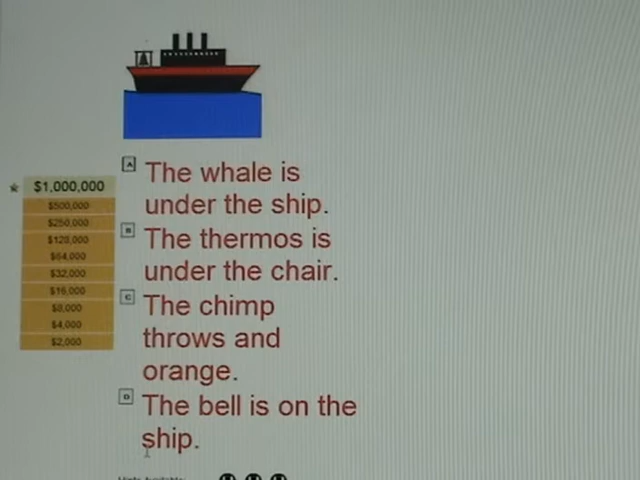 A
The whale is
under the ship.
B
The thermos is
under the chair.
C
The chimp
throws and
orange.
D
The bell is on the
ship.
$1,000,000
$500,000
$250,000
$128,000
$64,000
$32,000
$16,000
$8,000
$4,000
$2,000